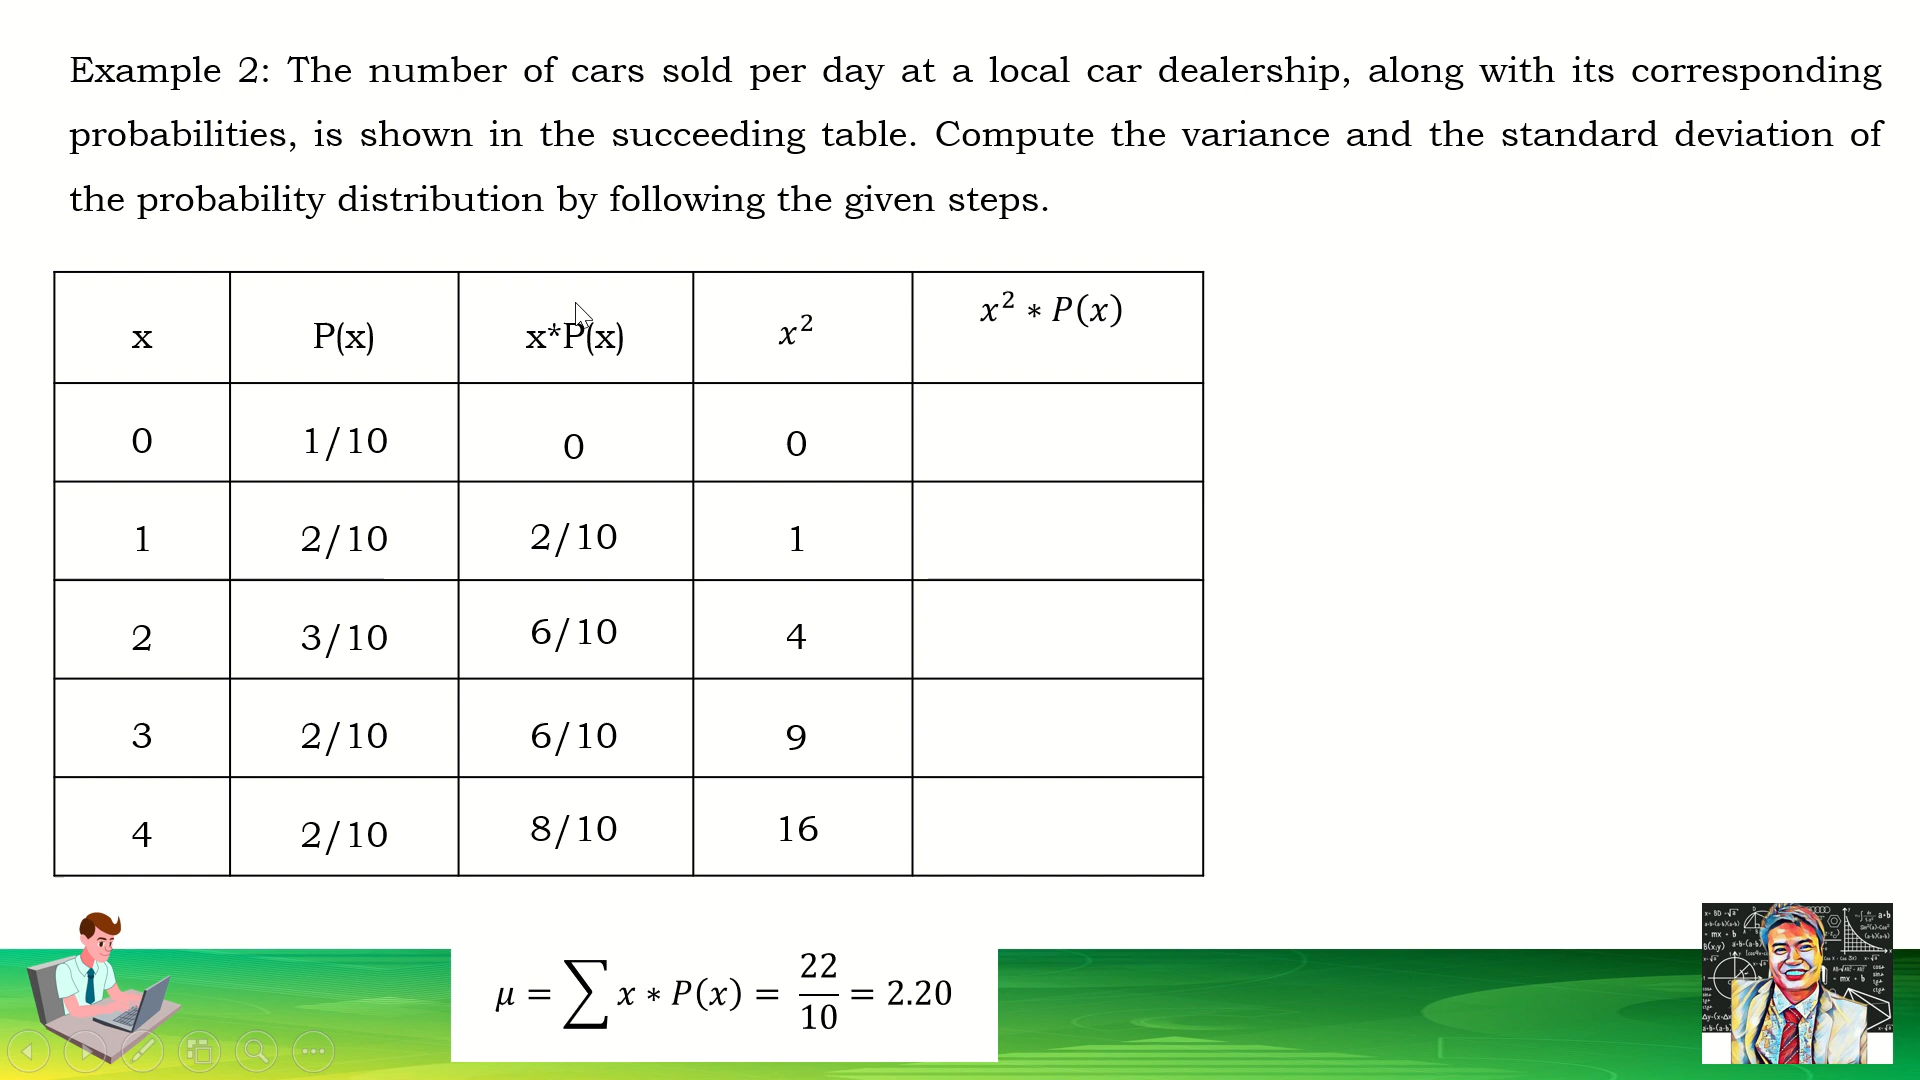 Example 2: The number of cars sold per day at a local car dealership, along with its corresponding
probabilities, is shown in the succeeding table. Compute the variance and the standard deviation of
the probability distribution by following the given steps.
x P(x) x*P(x) x² x² * P(x)
0 1/10 0 0
1 2/10 2/10 1
2 3/10 6/10 4
3 2/10 6/10 9
4 2/10 8/10 16
μ = ∑ x * P(x) = 22/10 = 2.20